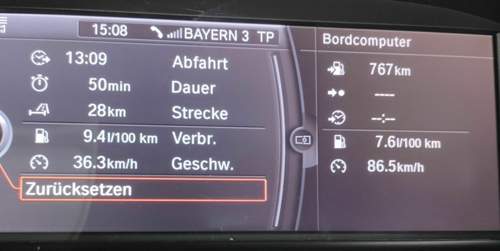 15:08 BAYERN 3 TP
13:09 Abfahrt
50min Dauer
28km Strecke
9.4l/100 km Verbr.
36.3km/h Geschw.
Zurücksetzen
Bordcomputer
767km
----
--:--
7.6l/100 km
86.5km/h